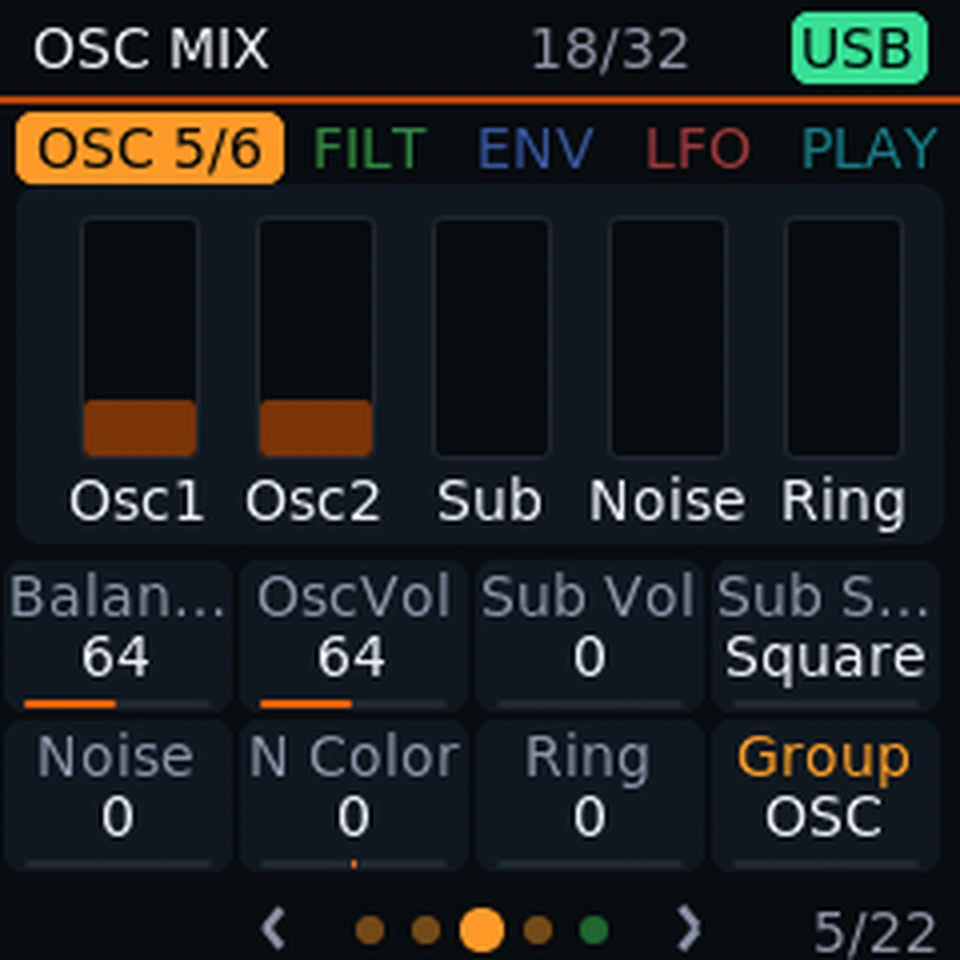 OSC MIX 18/32 USB
OSC 5/6 FILT ENV LFO PLAY
Osc1 Osc2 Sub Noise Ring
Balan... OscVol Sub Vol Sub S...
64 64 0 Square
Noise N Color Ring Group
0 0 0 OSC
5/22